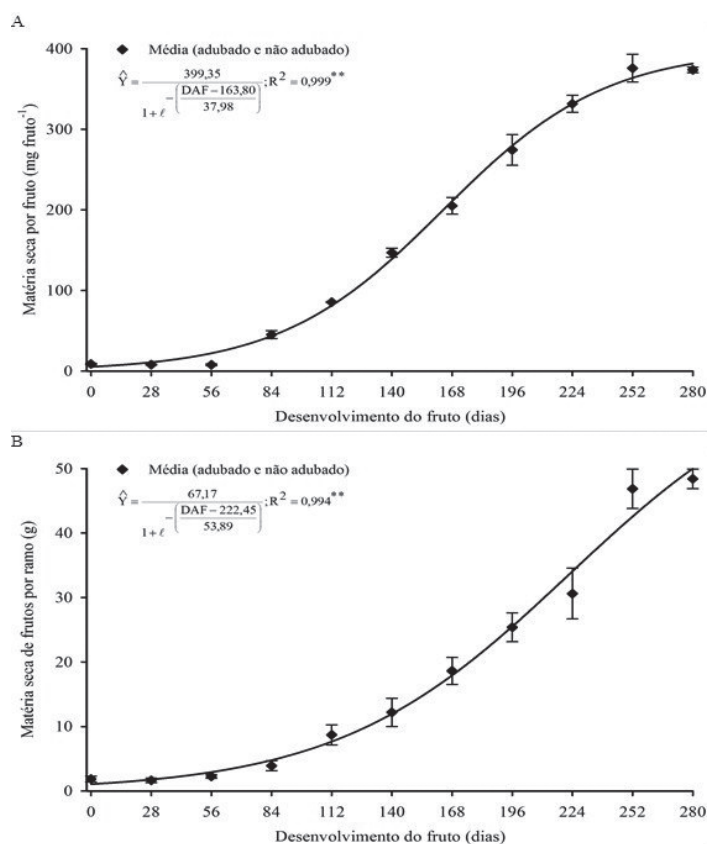 A
Média (adubado e não adubado)
Ŷ = 399,35 / 1 + ℓ^−(DAF − 163,80 / 37,98) ; R² = 0,999**
Matéria seca por fruto (mg fruto⁻¹)
400
300
200
100
0
0 28 56 84 112 140 168 196 224 252 280
Desenvolvimento do fruto (dias)
B
Média (adubado e não adubado)
Ŷ = 67,17 / 1 + ℓ^−(DAF − 222,45 / 53,89) ; R² = 0,994**
Matéria seca de frutos por ramo (g)
50
40
30
20
10
0
0 28 56 84 112 140 168 196 224 252 280
Desenvolvimento do fruto (dias)